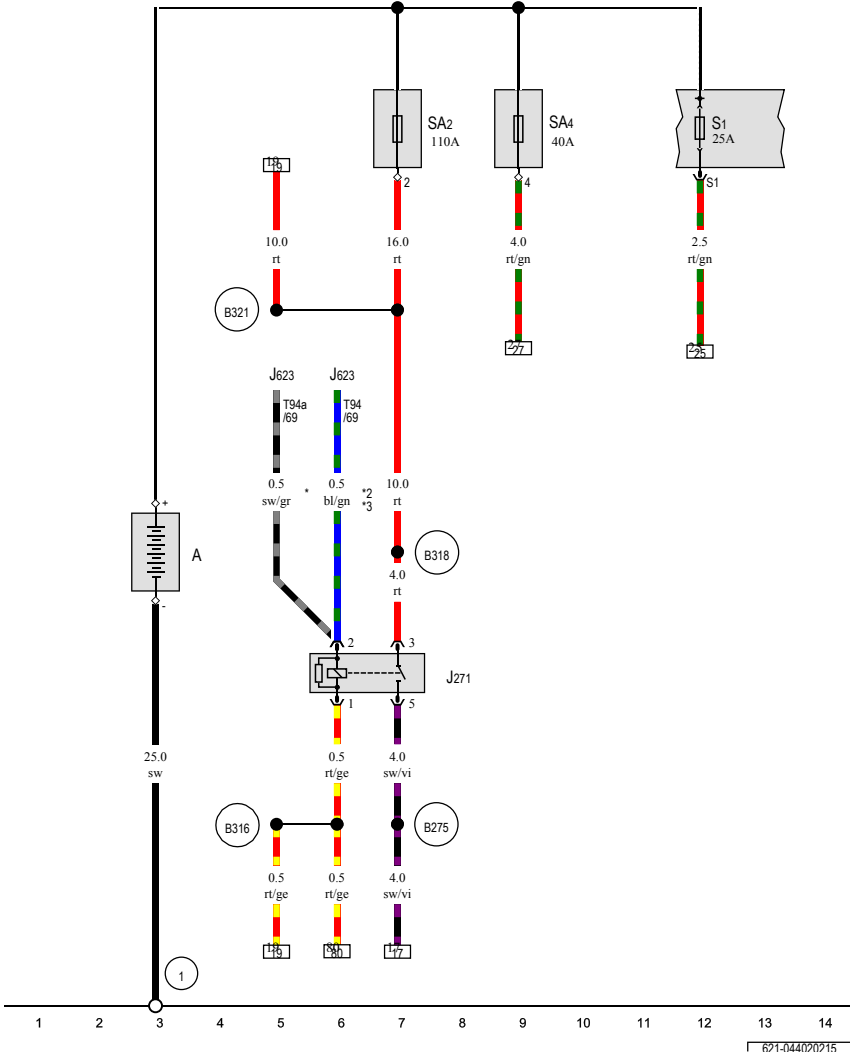 SA2
110A
SA4
40A
S1
25A
2
4
S1
19
10.0
rt
16.0
rt
4.0
rt/gn
2.5
rt/gn
B321
27
25
J623
J623
T94a
/69
T94
/69
0.5
sw/gr
*
0.5
bl/gn
*2
*3
10.0
rt
+
A
-
B318
4.0
rt
2
3
J271
1
5
25.0
sw
0.5
rt/ge
4.0
sw/vi
B316
B275
0.5
rt/ge
0.5
rt/ge
4.0
sw/vi
19
80
17
1
1 2 3 4 5 6 7 8 9 10 11 12 13 14
621-044020215